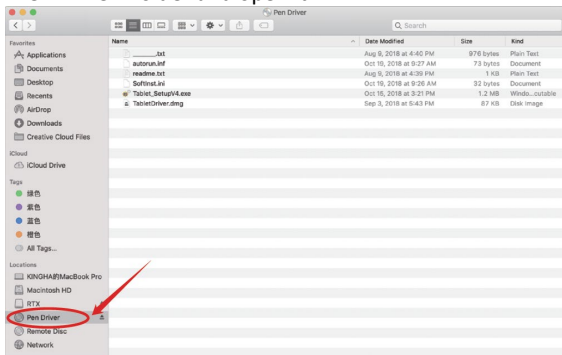 Pen Driver
Search
Favorites
Applications
Documents
Desktop
Recents
AirDrop
Downloads
Creative Cloud Files
iCloud
iCloud Drive
Tags
绿色
紫色
蓝色
橙色
All Tags...
Locations
KINGHA的MacBook Pro
Macintosh HD
RTX
Pen Driver
Remote Disc
Network
Name Date Modified Size Kind
______.txt Aug 9, 2018 at 4:40 PM 976 bytes Plain Text
autorun.inf Oct 19, 2018 at 9:27 AM 73 bytes Document
readme.txt Aug 9, 2018 at 4:39 PM 1 KB Plain Text
SoftInst.ini Oct 19, 2018 at 9:26 AM 32 bytes Document
Tablet_SetupV4.exe Oct 15, 2018 at 3:21 PM 1.2 MB Windo...cutable
TabletDriver.dmg Sep 3, 2018 at 5:43 PM 87 KB Disk Image